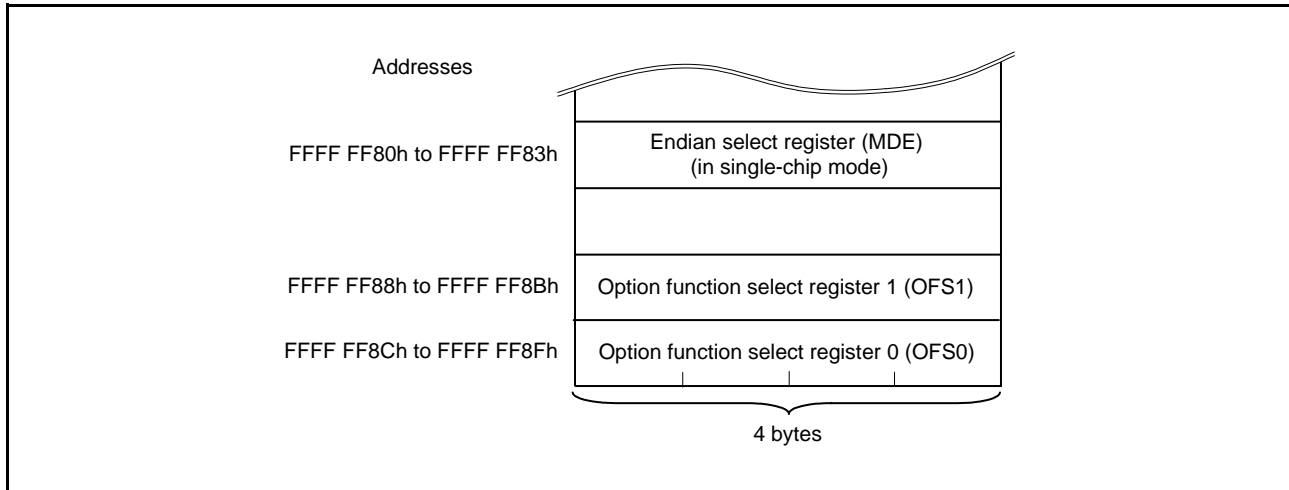 Addresses
FFFF FF80h to FFFF FF83h
Endian select register (MDE)
(in single-chip mode)
FFFF FF88h to FFFF FF8Bh
Option function select register 1 (OFS1)
FFFF FF8Ch to FFFF FF8Fh
Option function select register 0 (OFS0)
4 bytes